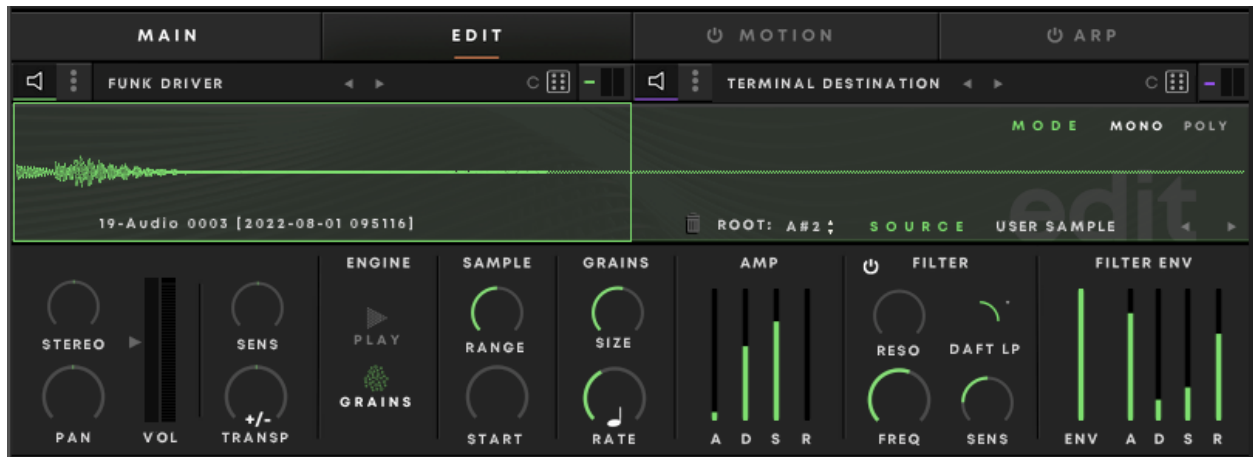 MAIN EDIT MOTION ARP
FUNK DRIVER C TERMINAL DESTINATION C
MODE MONO POLY
edit
19-Audio 0003 [2022-08-01 095116] ROOT: A#2 SOURCE USER SAMPLE
ENGINE SAMPLE GRAINS AMP FILTER FILTER ENV
STEREO SENS PLAY RANGE SIZE RESO DAFT LP
GRAINS
+/-
PAN VOL TRANSP START RATE A D S R FREQ SENS ENV A D S R